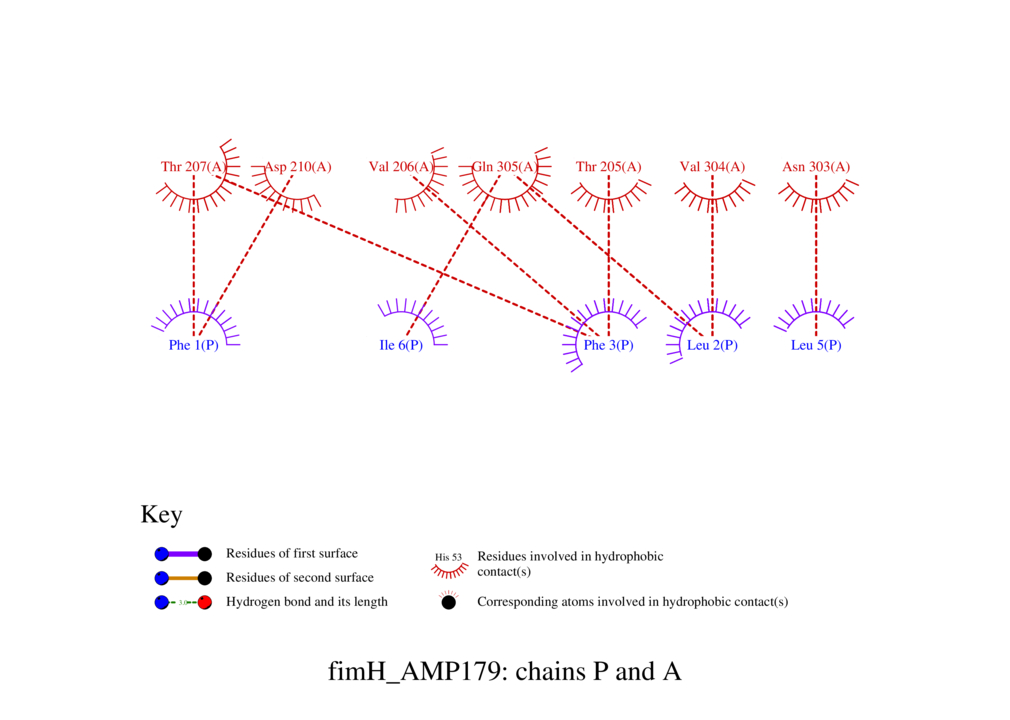 Thr 207(A) Asp 210(A) Val 206(A) Gln 305(A) Thr 205(A) Val 304(A) Asn 303(A)
Phe 1(P) Ile 6(P) Phe 3(P) Leu 2(P) Leu 5(P)
Key
Residues of first surface
Residues of second surface
3.0
Hydrogen bond and its length
His 53
Residues involved in hydrophobic
contact(s)
Corresponding atoms involved in hydrophobic contact(s)
fimH_AMP179: chains P and A